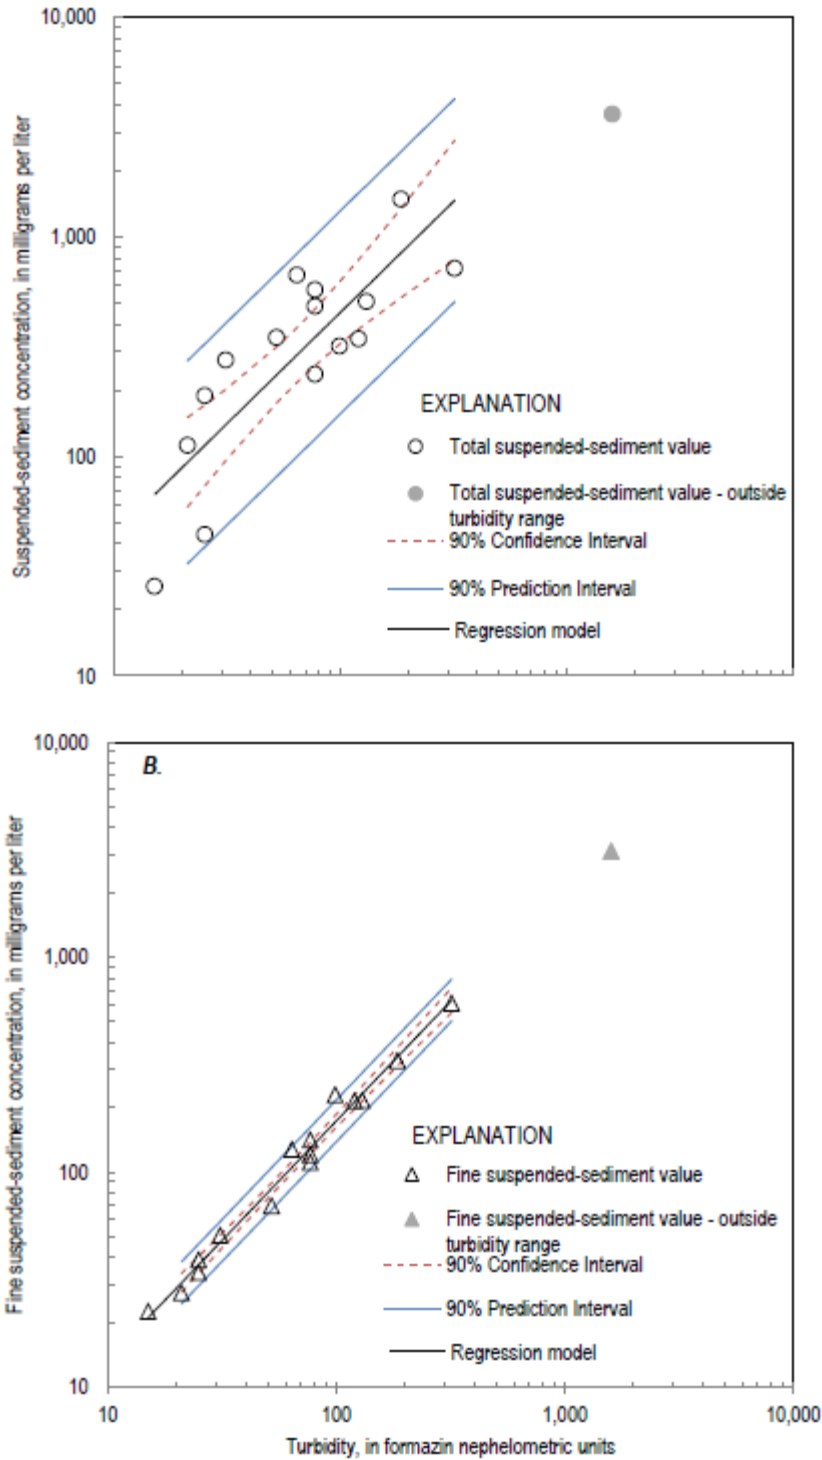 10,000
1,000
100
10
Suspended-sediment concentration, in milligrams per liter
EXPLANATION
Total suspended-sediment value
Total suspended-sediment value - outside
turbidity range
90% Confidence Interval
90% Prediction Interval
Regression model
10,000
1,000
100
10
Fine suspended-sediment concentration, in milligrams per liter
B.
EXPLANATION
Fine suspended-sediment value
Fine suspended-sediment value - outside
turbidity range
90% Confidence Interval
90% Prediction Interval
Regression model
10 100 1,000 10,000
Turbidity, in formazin nephelometric units